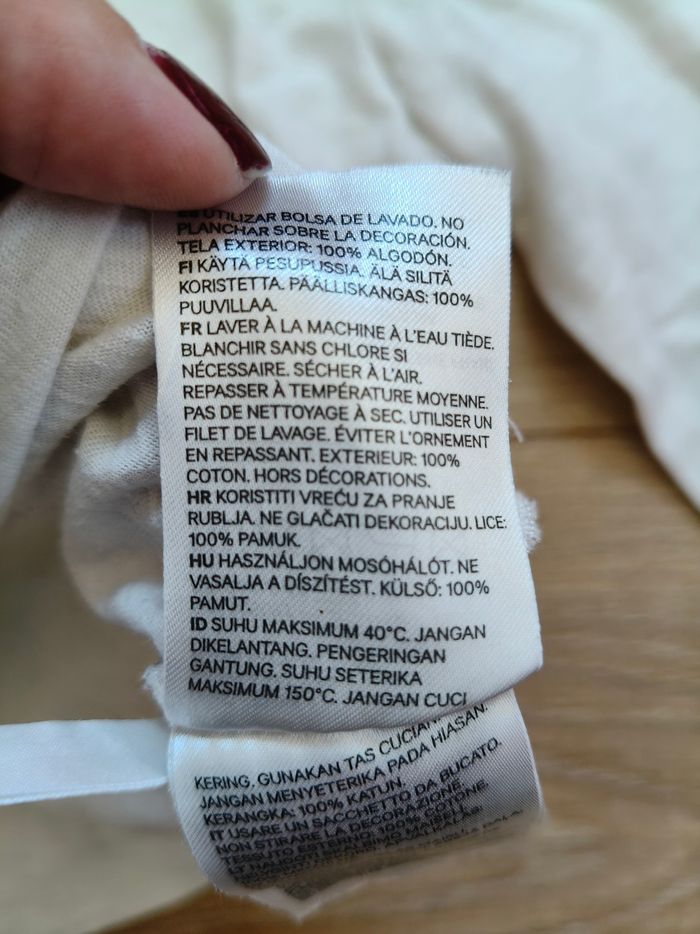 ES UTILIZAR BOLSA DE LAVADO. NO
PLANCHAR SOBRE LA DECORACIÓN.
TELA EXTERIOR: 100% ALGODÓN.
FI KÄYTÄ PESUPUSSIA. ÄLÄ SILITÄ
KORISTETTA. PÄÄLLISKANGAS: 100%
PUUVILLAA.
FR LAVER À LA MACHINE À L'EAU TIÈDE.
BLANCHIR SANS CHLORE SI
NÉCESSAIRE. SÉCHER À L'AIR.
REPASSER À TEMPÉRATURE MOYENNE.
PAS DE NETTOYAGE À SEC. UTILISER UN
FILET DE LAVAGE. ÉVITER L'ORNEMENT
EN REPASSANT. EXTERIEUR: 100%
COTON. HORS DÉCORATIONS.
HR KORISTITI VREĆU ZA PRANJE
RUBLJA. NE GLAČATI DEKORACIJU. LICE:
100% PAMUK.
HU HASZNÁLJON MOSÓHÁLÓT. NE
VASALJA A DÍSZÍTÉST. KÜLSŐ: 100%
PAMUT.
ID SUHU MAKSIMUM 40°C. JANGAN
DIKELANTANG. PENGERINGAN
GANTUNG. SUHU SETERIKA
MAKSIMUM 150°C. JANGAN CUCI
KERING. GUNAKAN TAS CUCIAN.
JANGAN MENYETERIKA PADA HIASAN.
KERANGKA: 100% KATUN.
IT USARE UN SACCHETTO DA BUCATO.
NON STIRARE LA DECORAZIONE.
TESSUTO ESTERNO: 100% COTONE.